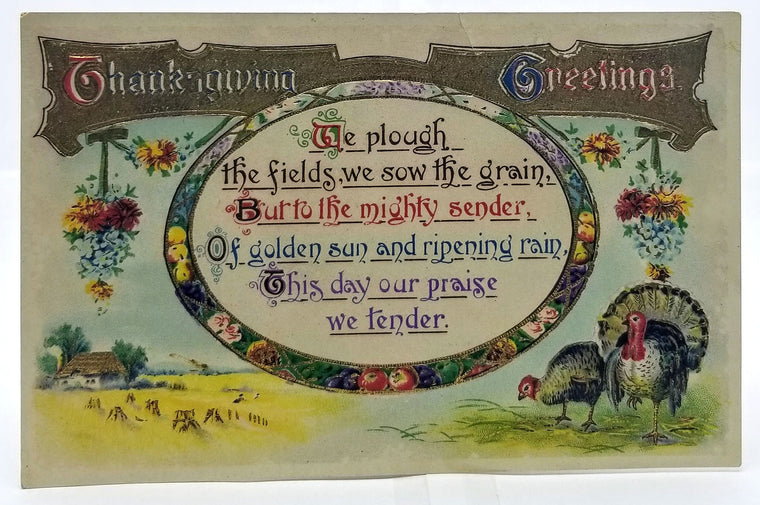 Thanksgiving Greetings
We plough
the fields, we sow the grain,
But to the mighty sender,
Of golden sun and ripening rain,
This day our praise
we tender.